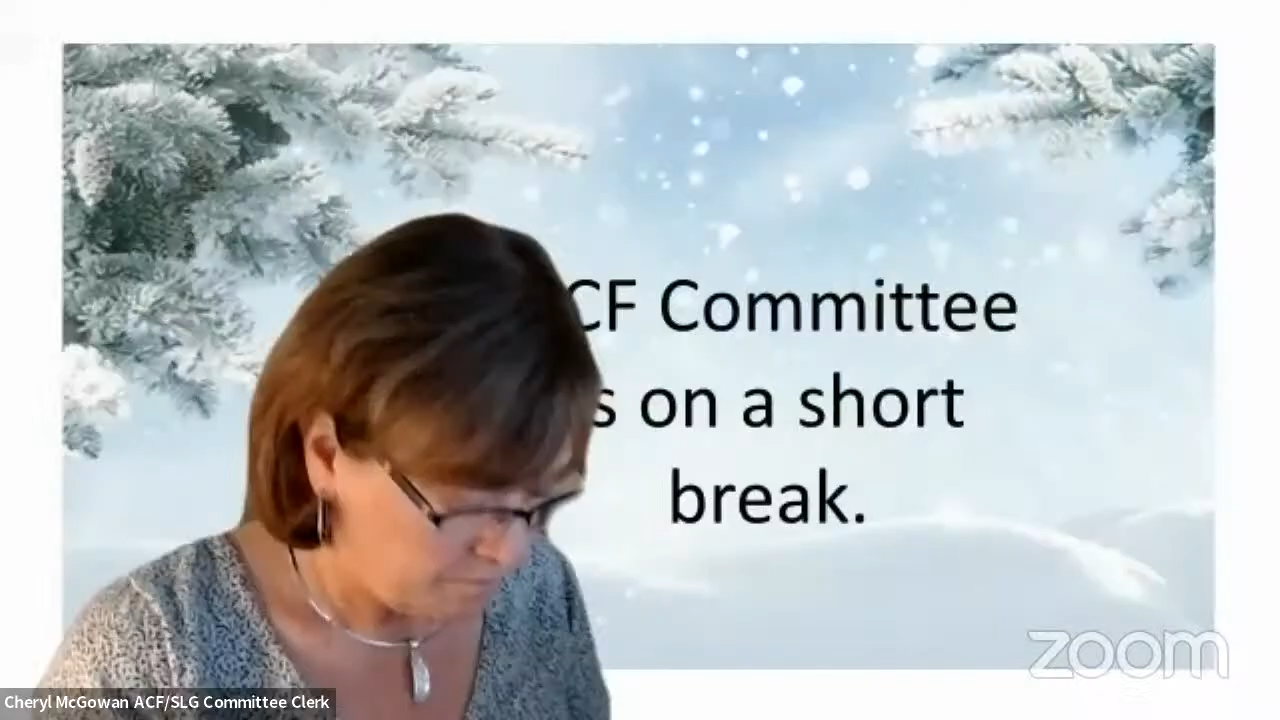 CF Committee
s on a short
break.
zoom
Cheryl McGowan ACF/SLG Committee Clerk